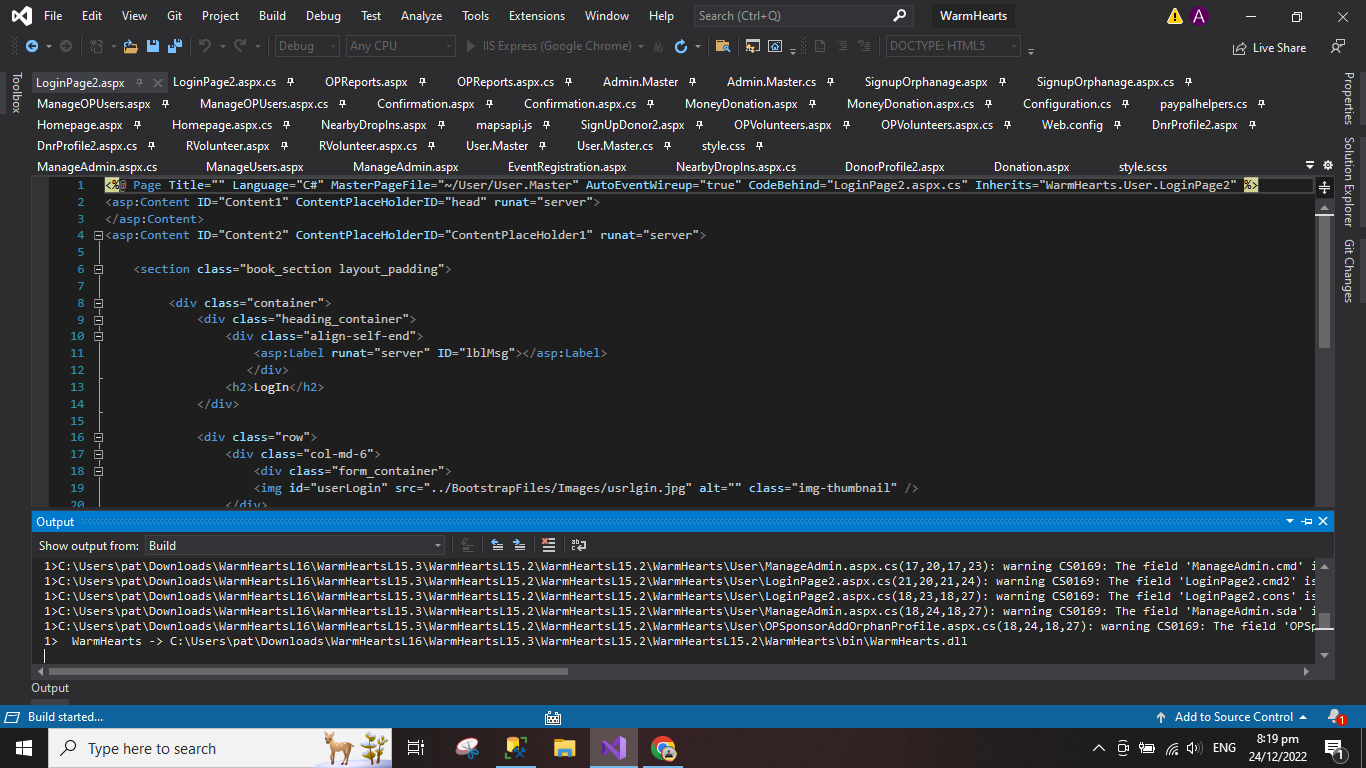 File Edit View Git Project Build Debug Test Analyze Tools Extensions Window Help Search (Ctrl+Q) WarmHearts A
Debug Any CPU IIS Express (Google Chrome) DOCTYPE: HTML5 Live Share
Toolbox
LoginPage2.aspx LoginPage2.aspx.cs OPReports.aspx OPReports.aspx.cs Admin.Master Admin.Master.cs SignupOrphanage.aspx SignupOrphanage.aspx.cs
ManageOPUsers.aspx ManageOPUsers.aspx.cs Confirmation.aspx Confirmation.aspx.cs MoneyDonation.aspx MoneyDonation.aspx.cs Configuration.cs paypalhelpers.cs
Homepage.aspx Homepage.aspx.cs NearbyDropIns.aspx mapsapi.js SignUpDonor2.aspx OPVolunteers.aspx OPVolunteers.aspx.cs Web.config DnrProfile2.aspx
DnrProfile2.aspx.cs RVolunteer.aspx RVolunteer.aspx.cs User.Master User.Master.cs style.css
ManageAdmin.aspx.cs ManageUsers.aspx ManageAdmin.aspx EventRegistration.aspx NearbyDropIns.aspx.cs DonorProfile2.aspx Donation.aspx style.scss
Properties
Solution Explorer
Git Changes
1 <%@ Page Title="" Language="C#" MasterPageFile="~/User/User.Master" AutoEventWireup="true" CodeBehind="LoginPage2.aspx.cs" Inherits="WarmHearts.User.LoginPage2" %>
2 <asp:Content ID="Content1" ContentPlaceHolderID="head" runat="server">
3 </asp:Content>
4 <asp:Content ID="Content2" ContentPlaceHolderID="ContentPlaceHolder1" runat="server">
5
6 <section class="book_section layout_padding">
7
8 <div class="container">
9 <div class="heading_container">
10 <div class="align-self-end">
11 <asp:Label runat="server" ID="lblMsg"></asp:Label>
12 </div>
13 <h2>LogIn</h2>
14 </div>
15
16 <div class="row">
17 <div class="col-md-6">
18 <div class="form_container">
19 <img id="userLogin" src="../BootstrapFiles/Images/usrlgin.jpg" alt="" class="img-thumbnail" />
20 </div>
Output
Show output from: Build
1>C:\Users\pat\Downloads\WarmHeartsL16\WarmHeartsL15.3\WarmHeartsL15.2\WarmHeartsL15.2\WarmHearts\User\ManageAdmin.aspx.cs(17,20,17,23): warning CS0169: The field 'ManageAdmin.cmd' i
1>C:\Users\pat\Downloads\WarmHeartsL16\WarmHeartsL15.3\WarmHeartsL15.2\WarmHeartsL15.2\WarmHearts\User\LoginPage2.aspx.cs(21,20,21,24): warning CS0169: The field 'LoginPage2.cmd2' is
1>C:\Users\pat\Downloads\WarmHeartsL16\WarmHeartsL15.3\WarmHeartsL15.2\WarmHeartsL15.2\WarmHearts\User\LoginPage2.aspx.cs(18,23,18,27): warning CS0169: The field 'LoginPage2.cons' is
1>C:\Users\pat\Downloads\WarmHeartsL16\WarmHeartsL15.3\WarmHeartsL15.2\WarmHeartsL15.2\WarmHearts\User\ManageAdmin.aspx.cs(18,24,18,27): warning CS0169: The field 'ManageAdmin.sda' i
1>C:\Users\pat\Downloads\WarmHeartsL16\WarmHeartsL15.3\WarmHeartsL15.2\WarmHeartsL15.2\WarmHearts\User\OPSponsorAddOrphanProfile.aspx.cs(18,24,18,27): warning CS0169: The field 'OPSp
1> WarmHearts -> C:\Users\pat\Downloads\WarmHeartsL16\WarmHeartsL15.3\WarmHeartsL15.2\WarmHeartsL15.2\WarmHearts\bin\WarmHearts.dll
Output
Build started... Add to Source Control 1
Type here to search ENG 8:19 pm
24/12/2022 1